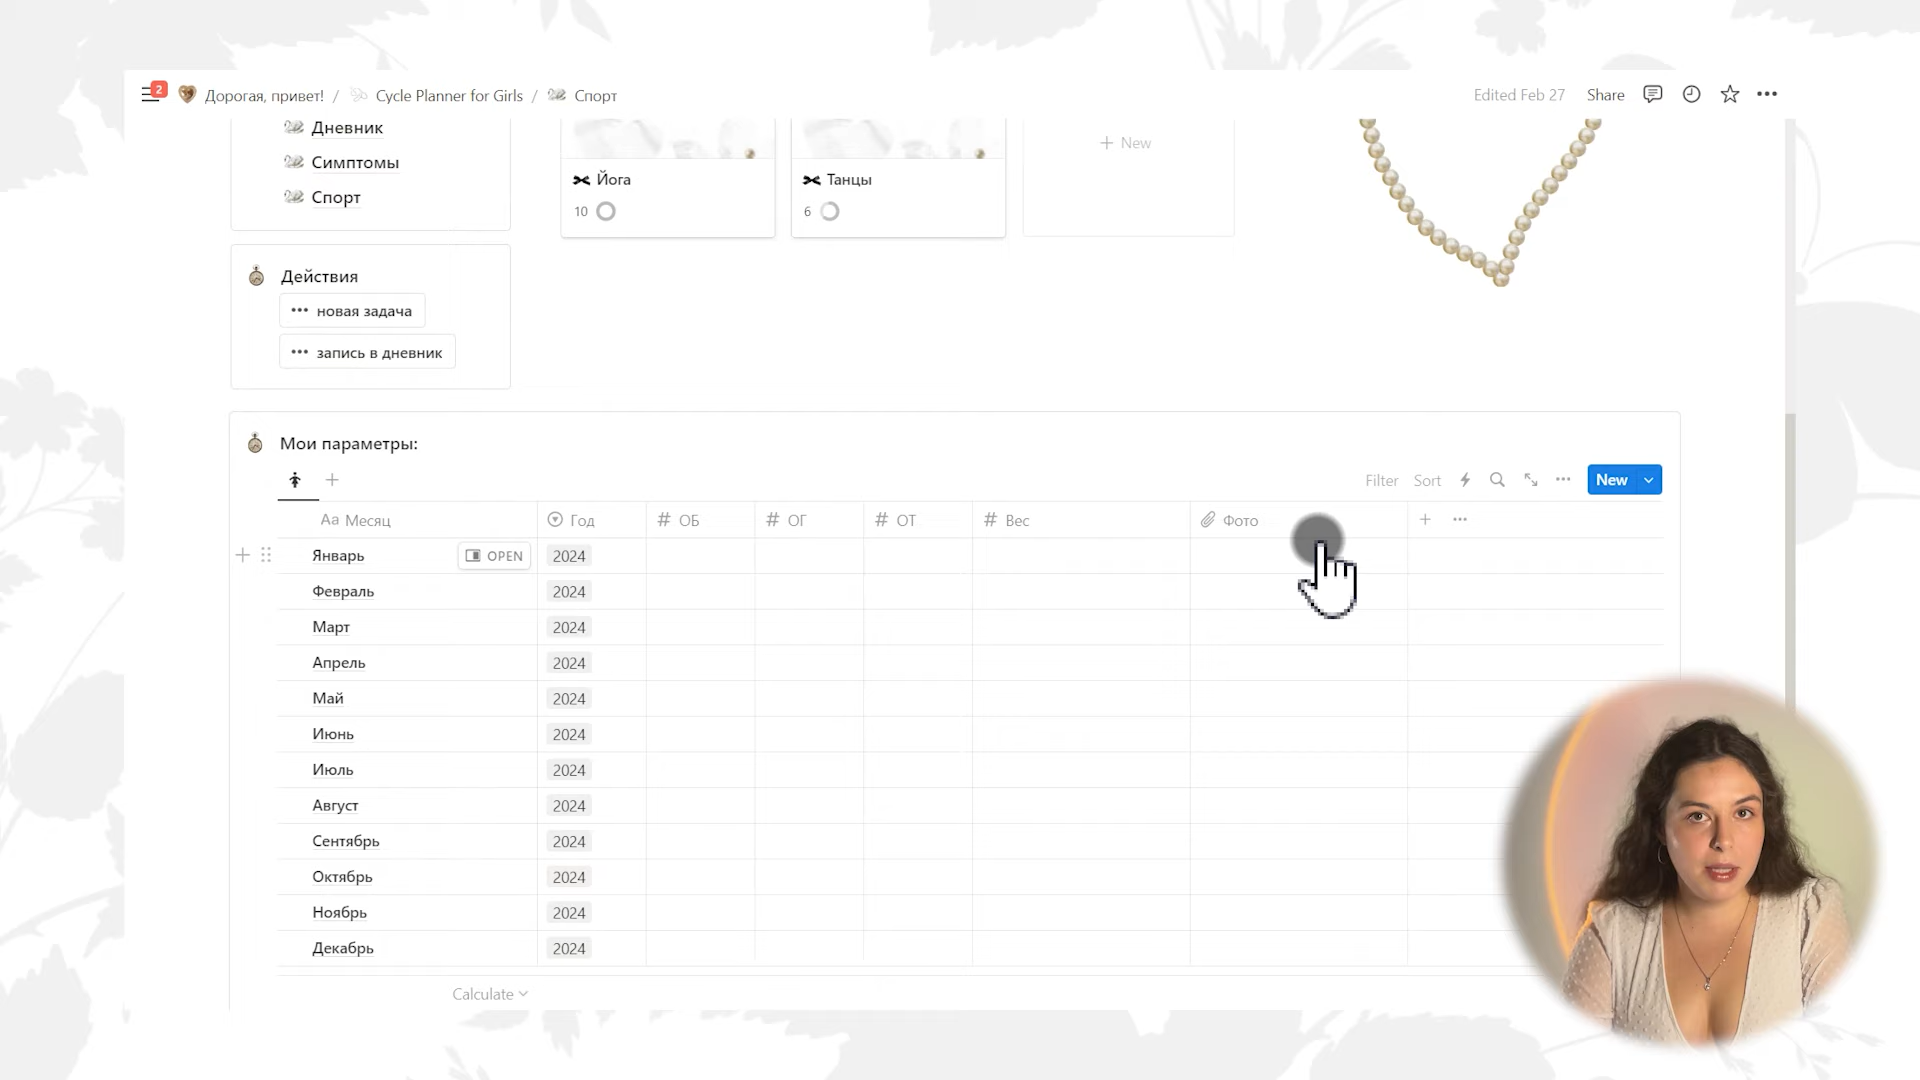 2
Дорогая, привет! / Cycle Planner for Girls / Спорт
Edited Feb 27 Share
Дневник
Симптомы
Спорт
Йога
10
Танцы
6
+ New
Действия
новая задача
запись в дневник
Мои параметры:
Filter Sort New
Aa Месяц Год # ОБ # ОГ # ОТ # Вес Фото
Январь OPEN 2024
Февраль 2024
Март 2024
Апрель 2024
Май 2024
Июнь 2024
Июль 2024
Август 2024
Сентябрь 2024
Октябрь 2024
Ноябрь 2024
Декабрь 2024
Calculate